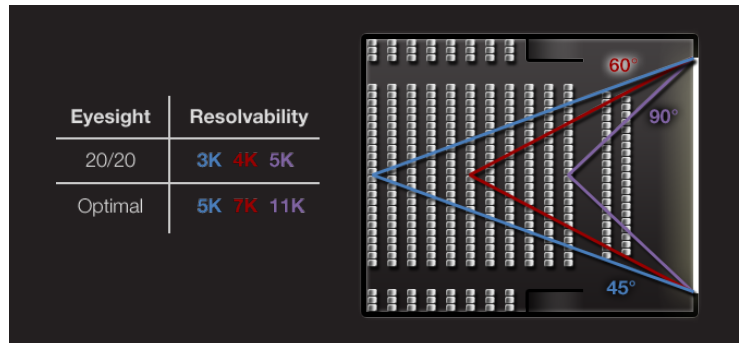 Eyesight Resolvability
20/20 3K 4K 5K
Optimal 5K 7K 11K
60°
90°
45°